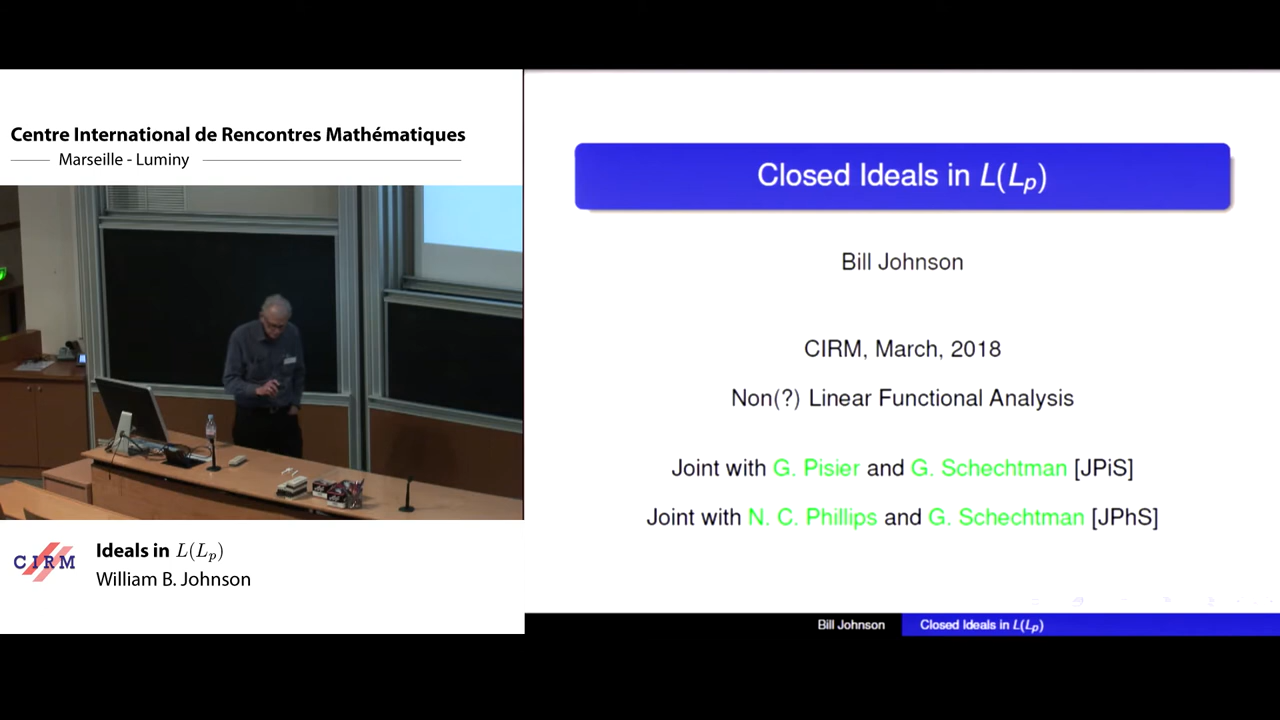 Centre International de Rencontres Mathématiques
Marseille - Luminy
CIRM
Ideals in L(Lp)
William B. Johnson
Closed Ideals in L(Lp)
Bill Johnson
CIRM, March, 2018
Non(?) Linear Functional Analysis
Joint with G. Pisier and G. Schechtman [JPiS]
Joint with N. C. Phillips and G. Schechtman [JPhS]
Bill Johnson
Closed Ideals in L(Lp)